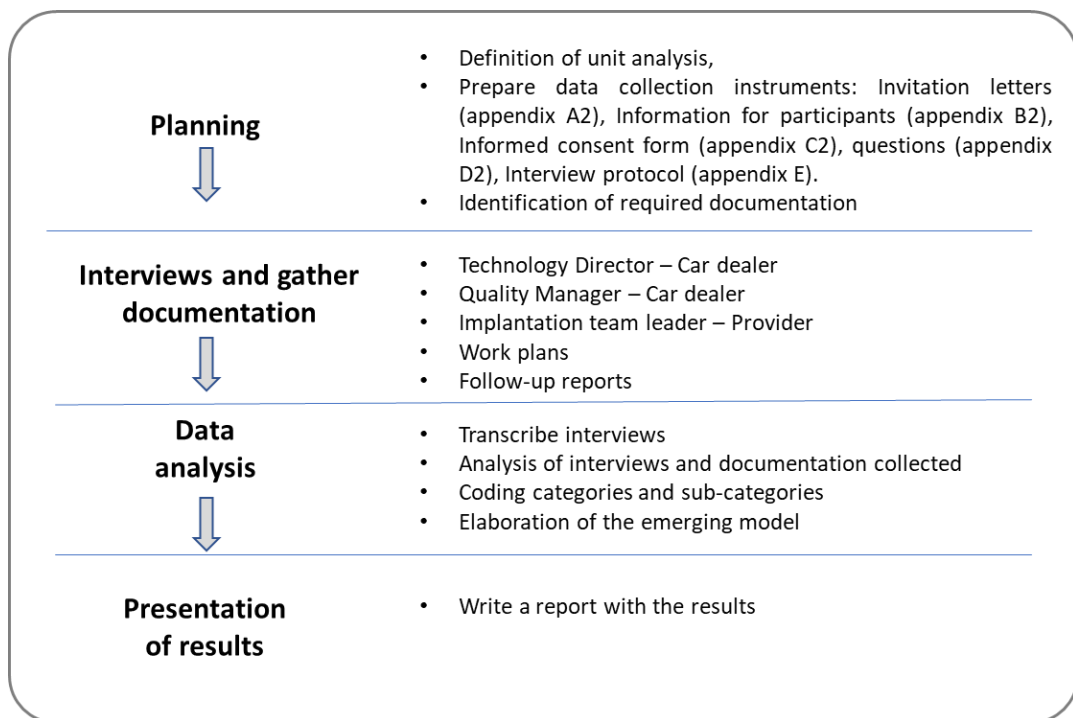 Planning
• Definition of unit analysis,
• Prepare data collection instruments: Invitation letters
(appendix A2), Information for participants (appendix B2),
Informed consent form (appendix C2), questions (appendix
D2), Interview protocol (appendix E).
• Identification of required documentation
Interviews and gather
documentation
• Technology Director – Car dealer
• Quality Manager – Car dealer
• Implantation team leader – Provider
• Work plans
• Follow-up reports
Data
analysis
• Transcribe interviews
• Analysis of interviews and documentation collected
• Coding categories and sub-categories
• Elaboration of the emerging model
Presentation
of results
• Write a report with the results